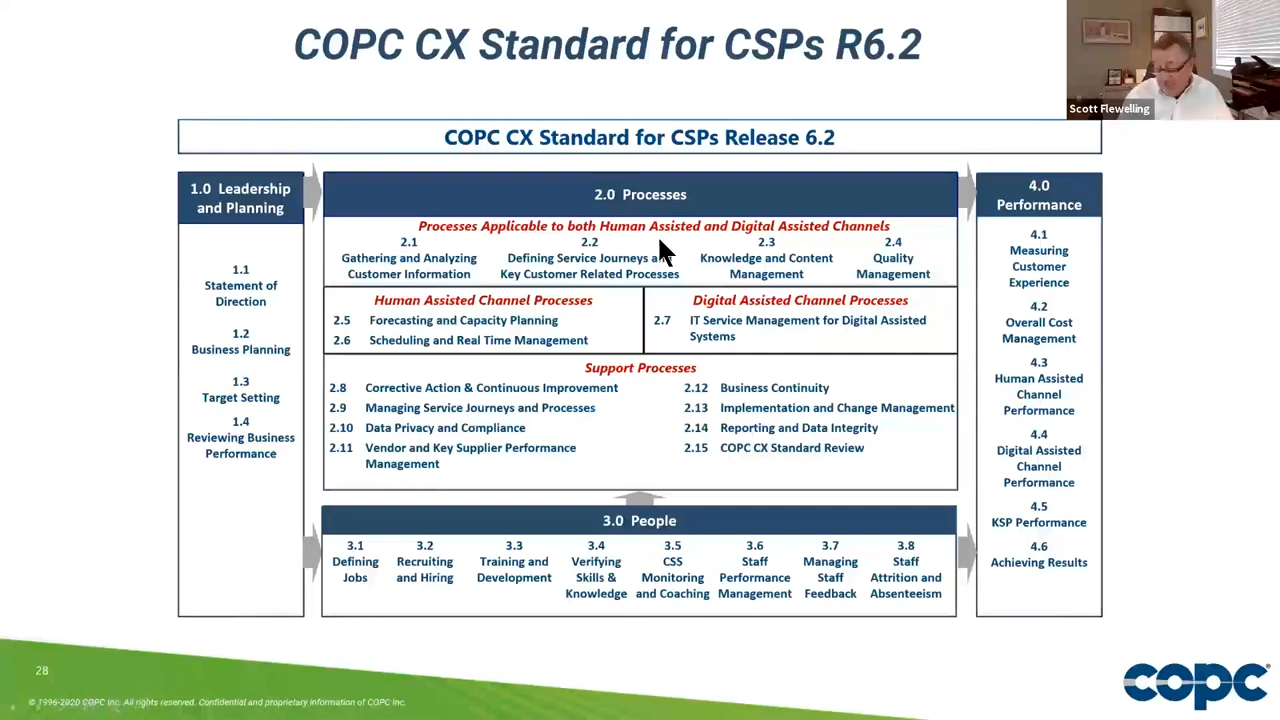 COPC CX Standard for CSPs R6.2
Scott Flewelling
COPC CX Standard for CSPs Release 6.2
1.0 Leadership
and Planning
1.1
Statement of
Direction
1.2
Business Planning
1.3
Target Setting
1.4
Reviewing Business
Performance
2.0 Processes
Processes Applicable to both Human Assisted and Digital Assisted Channels
2.1
Gathering and Analyzing
Customer Information
2.2
Defining Service Journeys
Key Customer Related Processes
2.3
Knowledge and Content
Management
2.4
Quality
Management
Human Assisted Channel Processes
2.5 Forecasting and Capacity Planning
2.6 Scheduling and Real Time Management
Digital Assisted Channel Processes
2.7 IT Service Management for Digital Assisted
Systems
Support Processes
2.8 Corrective Action & Continuous Improvement
2.9 Managing Service Journeys and Processes
2.10 Data Privacy and Compliance
2.11 Vendor and Key Supplier Performance
Management
2.12 Business Continuity
2.13 Implementation and Change Management
2.14 Reporting and Data Integrity
2.15 COPC CX Standard Review
3.0 People
3.1
Defining
Jobs
3.2
Recruiting
and Hiring
3.3
Training and
Development
3.4
Verifying
Skills &
Knowledge
3.5
CSS
Monitoring
and Coaching
3.6
Staff
Performance
Management
3.7
Managing
Staff
Feedback
3.8
Staff
Attrition and
Absenteeism
4.0
Performance
4.1
Measuring
Customer
Experience
4.2
Overall Cost
Management
4.3
Human Assisted
Channel
Performance
4.4
Digital Assisted
Channel
Performance
4.5
KSP Performance
4.6
Achieving Results
28
© 1996-2020 COPC Inc. All rights reserved. Confidential and proprietary information of COPC Inc.
copc®